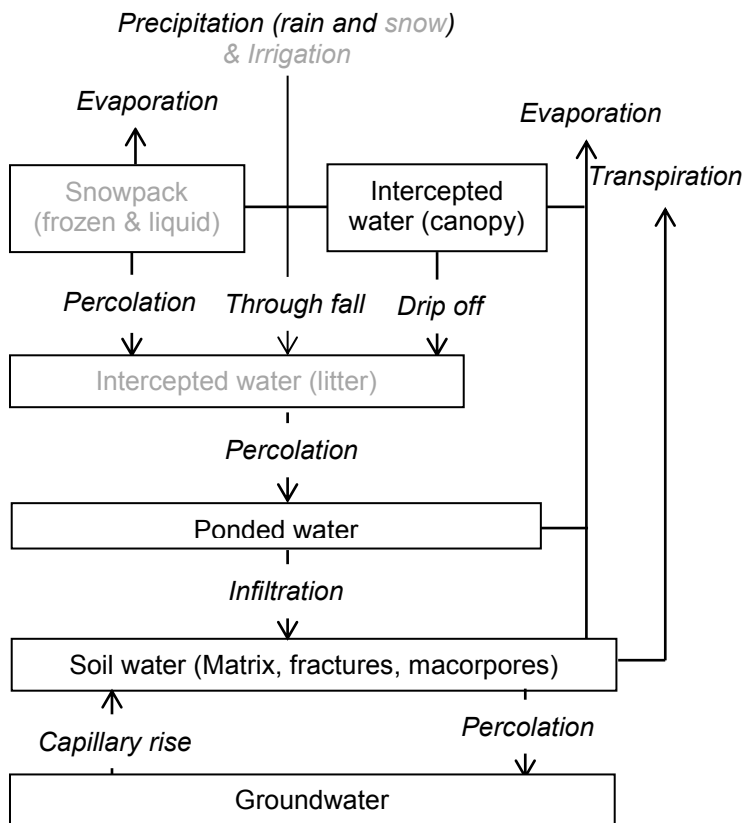 Precipitation (rain and snow)
& Irrigation
Evaporation
Evaporation
Transpiration
Snowpack
(frozen & liquid)
Intercepted
water (canopy)
Percolation
Through fall
Drip off
Intercepted water (litter)
Percolation
Ponded water
Infiltration
Soil water (Matrix, fractures, macorpores)
Capillary rise
Percolation
Groundwater